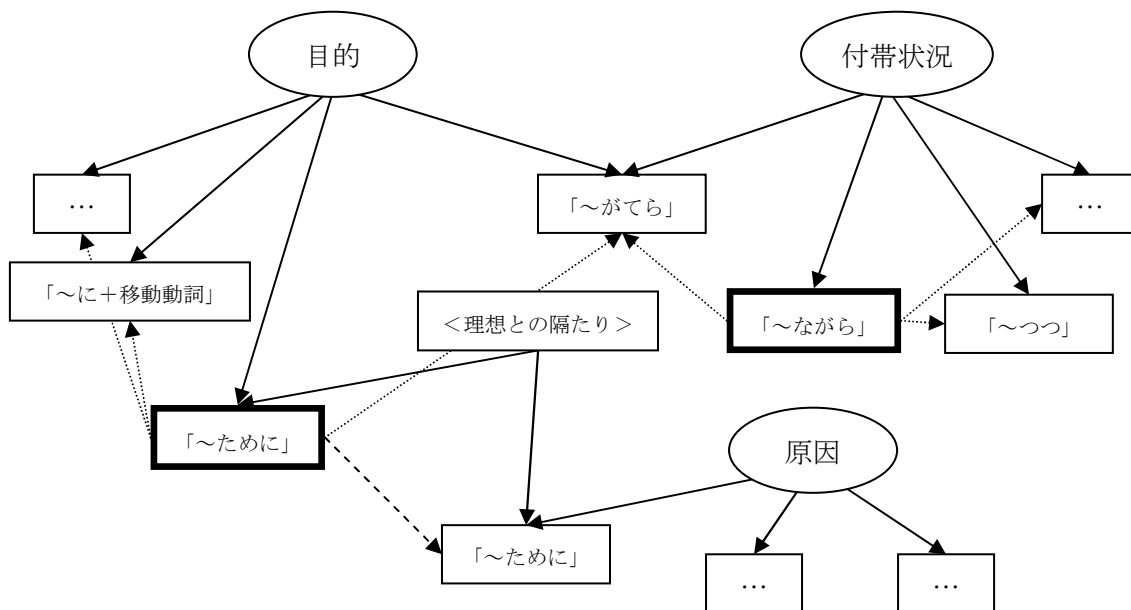 目的
付帯状況
…
「～がてら」
…
「～に＋移動動詞」
＜理想との隔たり＞
「～ながら」
「～つつ」
「～ために」
原因
「～ために」
…
…